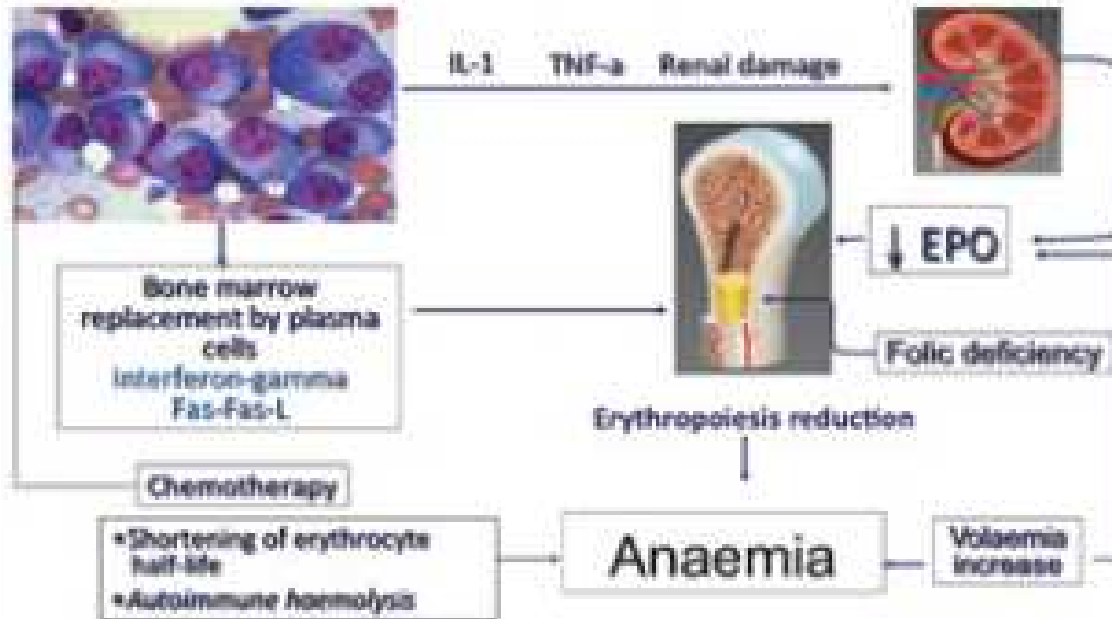 IL-1 TNF-a Renal damage
↓ EPO
Bone marrow
replacement by plasma
cells
Interferon-gamma
Fas-Fas-L
Folic deficiency
Erythropoiesis reduction
Chemotherapy
•Shortening of erythrocyte
half-life
•Autoimmune haemolysis
Anaemia
Volaemia
increase